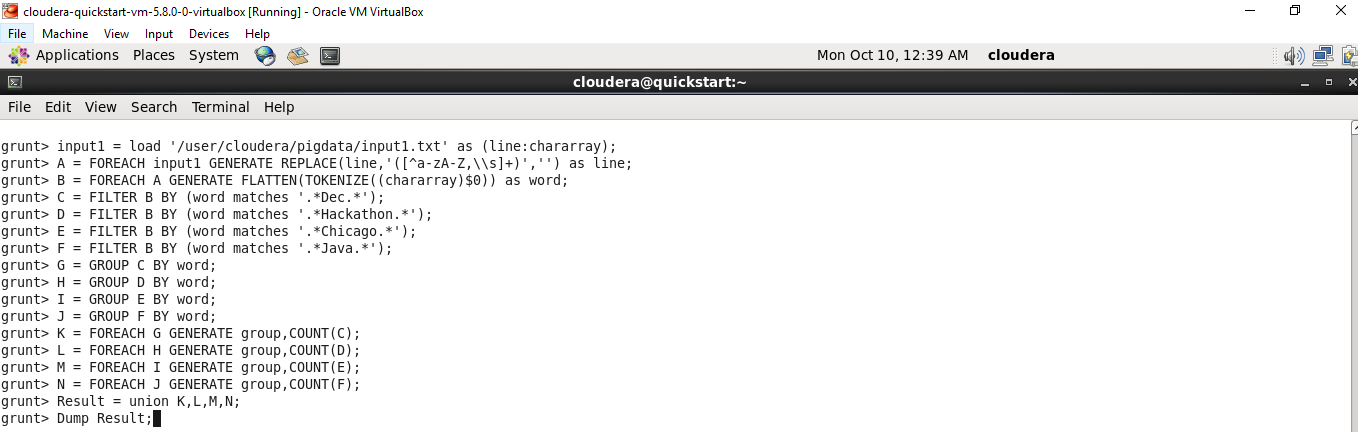 cloudera-quickstart-vm-5.8.0-0-virtualbox [Running] - Oracle VM VirtualBox
File Machine View Input Devices Help
Applications Places System Mon Oct 10, 12:39 AM cloudera
cloudera@quickstart:~
File Edit View Search Terminal Help
grunt> input1 = load '/user/cloudera/pigdata/input1.txt' as (line:chararray);
grunt> A = FOREACH input1 GENERATE REPLACE(line,'([^a-zA-Z,\\s]+)','') as line;
grunt> B = FOREACH A GENERATE FLATTEN(TOKENIZE((chararray)$0)) as word;
grunt> C = FILTER B BY (word matches '.*Dec.*');
grunt> D = FILTER B BY (word matches '.*Hackathon.*');
grunt> E = FILTER B BY (word matches '.*Chicago.*');
grunt> F = FILTER B BY (word matches '.*Java.*');
grunt> G = GROUP C BY word;
grunt> H = GROUP D BY word;
grunt> I = GROUP E BY word;
grunt> J = GROUP F BY word;
grunt> K = FOREACH G GENERATE group,COUNT(C);
grunt> L = FOREACH H GENERATE group,COUNT(D);
grunt> M = FOREACH I GENERATE group,COUNT(E);
grunt> N = FOREACH J GENERATE group,COUNT(F);
grunt> Result = union K,L,M,N;
grunt> Dump Result;